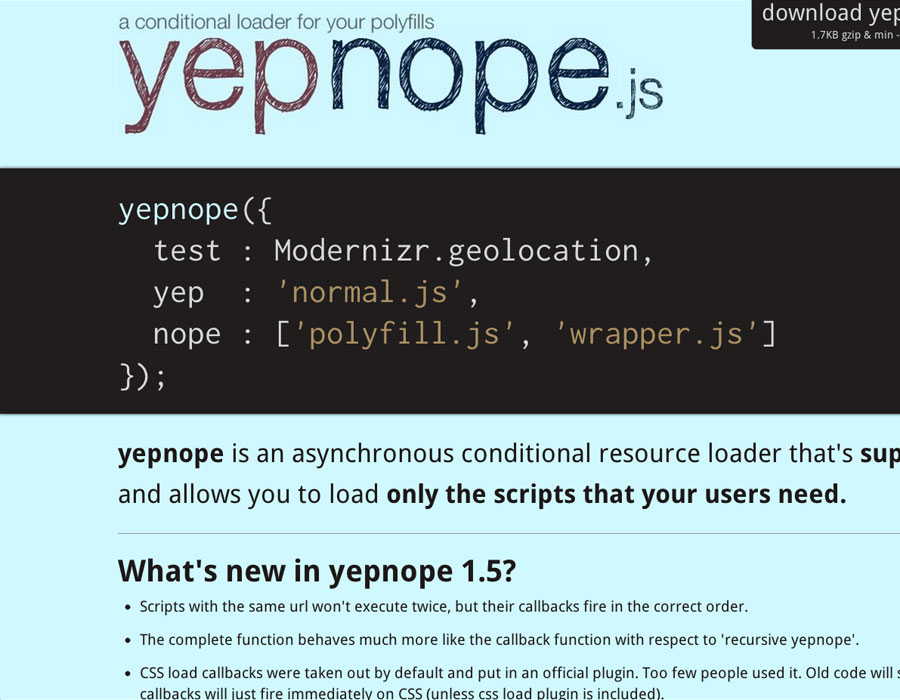 a conditional loader for your polyfills
download yep
1.7KB gzip & min -
yepnope.js
yepnope({
test : Modernizr.geolocation,
yep : 'normal.js',
nope : ['polyfill.js', 'wrapper.js']
});
yepnope is an asynchronous conditional resource loader that's sup
and allows you to load only the scripts that your users need.
What's new in yepnope 1.5?
• Scripts with the same url won't execute twice, but their callbacks fire in the correct order.
• The complete function behaves much more like the callback function with respect to 'recursive yepnope'.
• CSS load callbacks were taken out by default and put in an official plugin. Too few people used it. Old code will s
callbacks will just fire immediately on CSS (unless css load plugin is included).